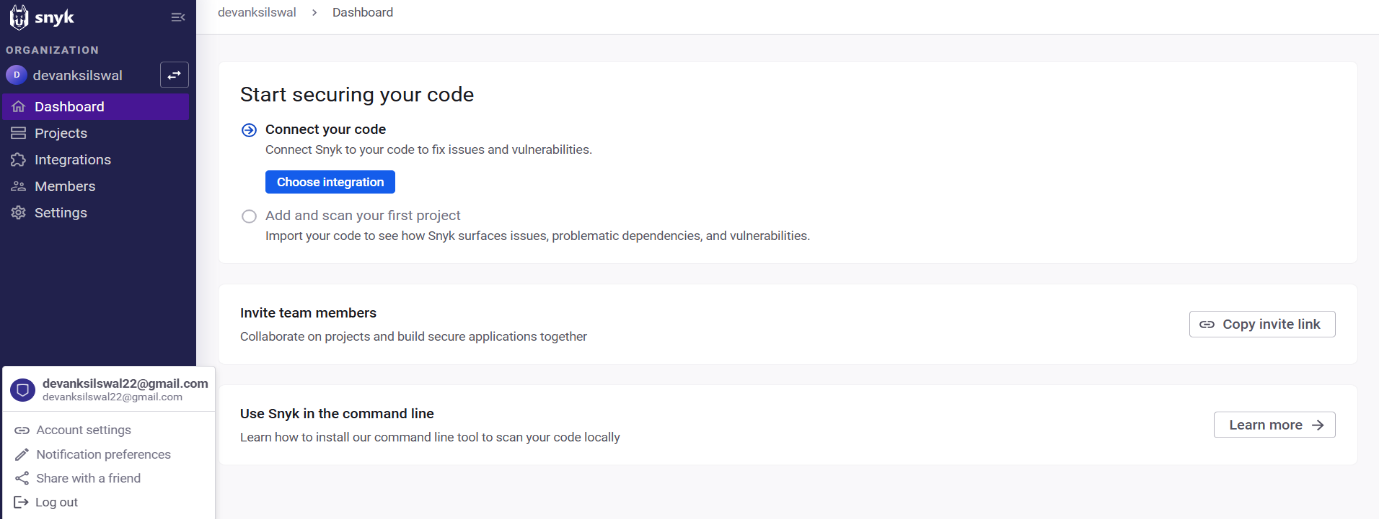 snyk
ORGANIZATION
D
devanksilswal
Dashboard
Projects
Integrations
Members
Settings
devanksilswal22@gmail.com
devanksilswal22@gmail.com
Account settings
Notification preferences
Share with a friend
Log out
devanksilswal > Dashboard
Start securing your code
Connect your code
Connect Snyk to your code to fix issues and vulnerabilities.
Choose integration
Add and scan your first project
Import your code to see how Snyk surfaces issues, problematic dependencies, and vulnerabilities.
Invite team members
Collaborate on projects and build secure applications together
Copy invite link
Use Snyk in the command line
Learn how to install our command line tool to scan your code locally
Learn more